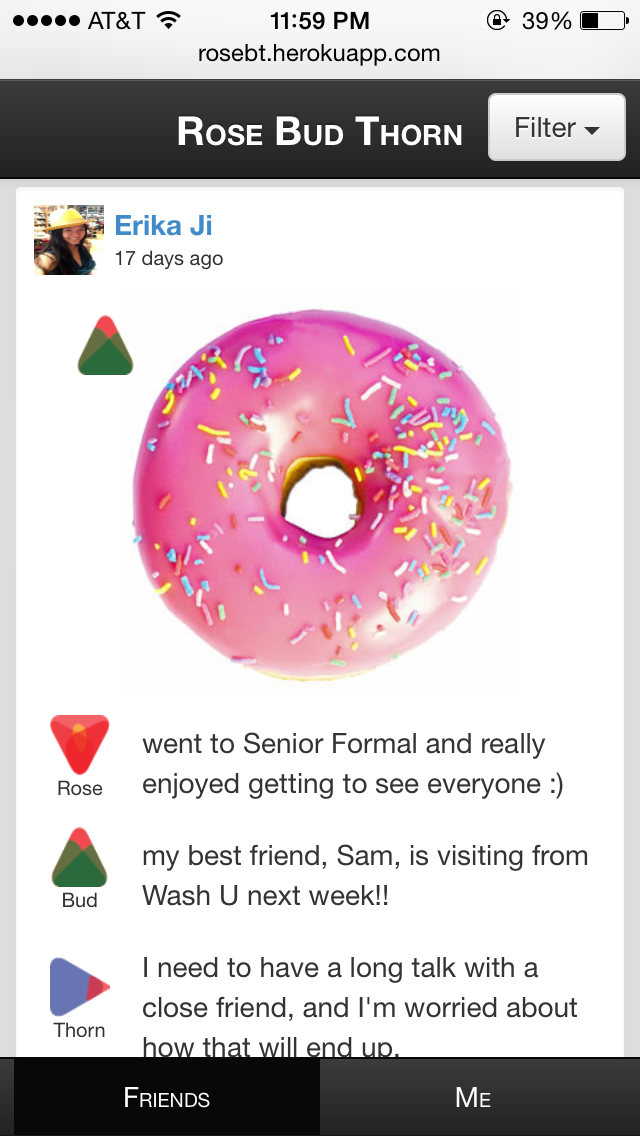 AT&T 11:59 PM 39%
rosebt.herokuapp.com
Rose Bud Thorn Filter
Erika Ji
17 days ago
Rose
went to Senior Formal and really
enjoyed getting to see everyone :)
Bud
my best friend, Sam, is visiting from
Wash U next week!!
Thorn
I need to have a long talk with a
close friend, and I'm worried about
how that will end up.
Friends Me